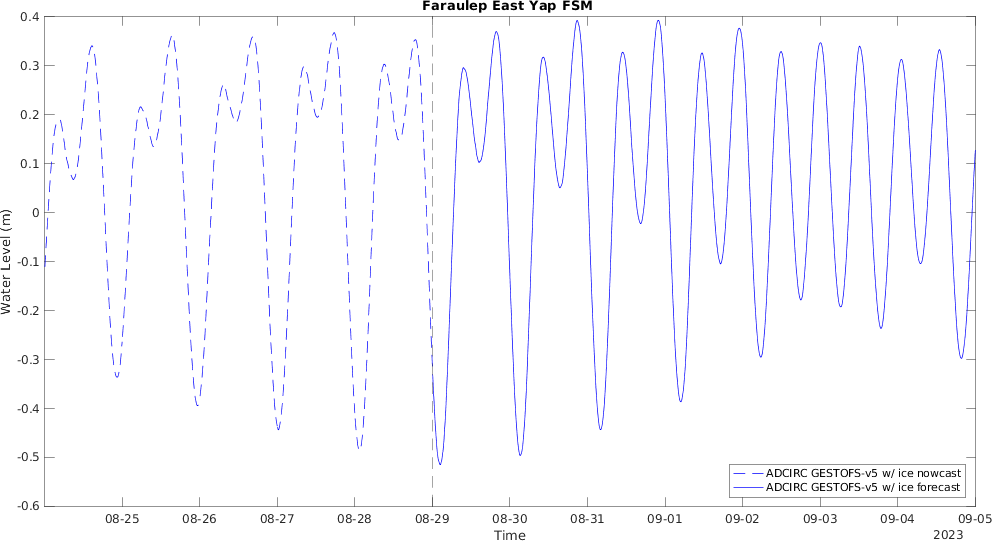 Faraulep East Yap FSM
0.4
0.3
0.2
0.1
0
-0.1
-0.2
-0.3
-0.4
-0.5
-0.6
Water Level (m)
ADCIRC GESTOFS-v5 w/ ice nowcast
ADCIRC GESTOFS-v5 w/ ice forecast
08-25 08-26 08-27 08-28 08-29 08-30 08-31 09-01 09-02 09-03 09-04 09-05
Time
2023